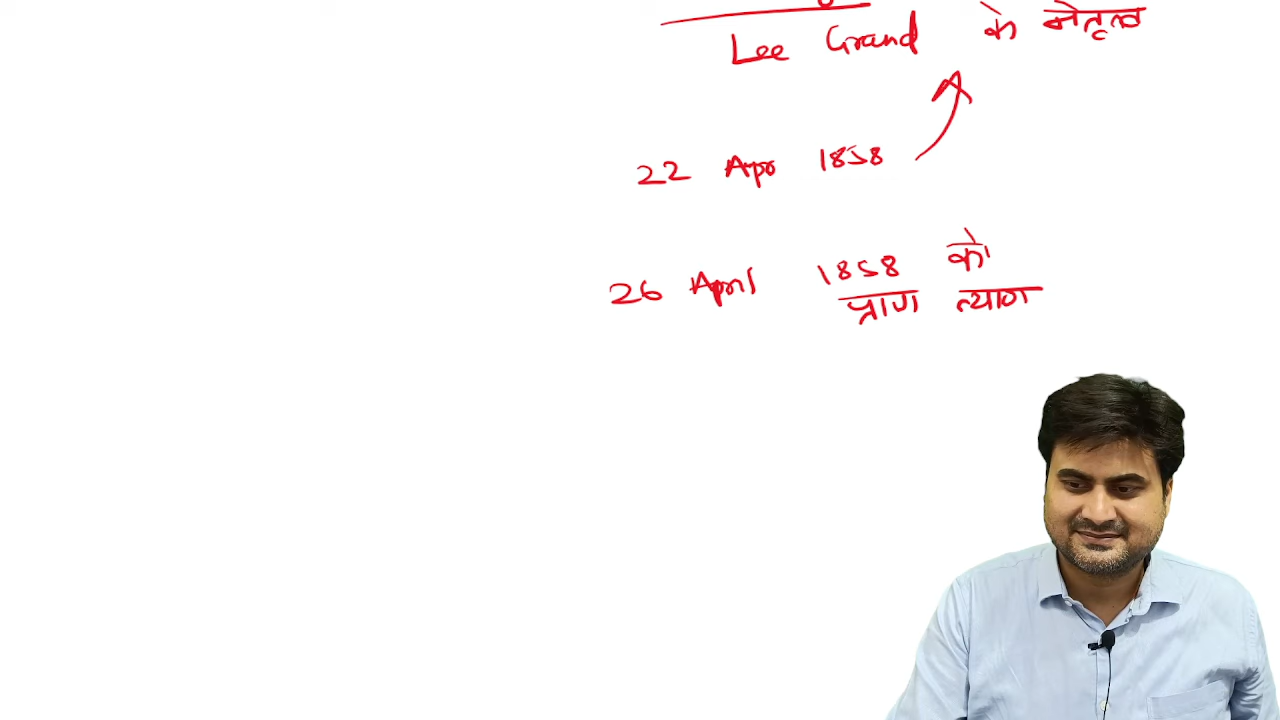 Lee Grand के नेतृत्व
22 Apr 1858
26 April 1858 को
प्राण त्याग